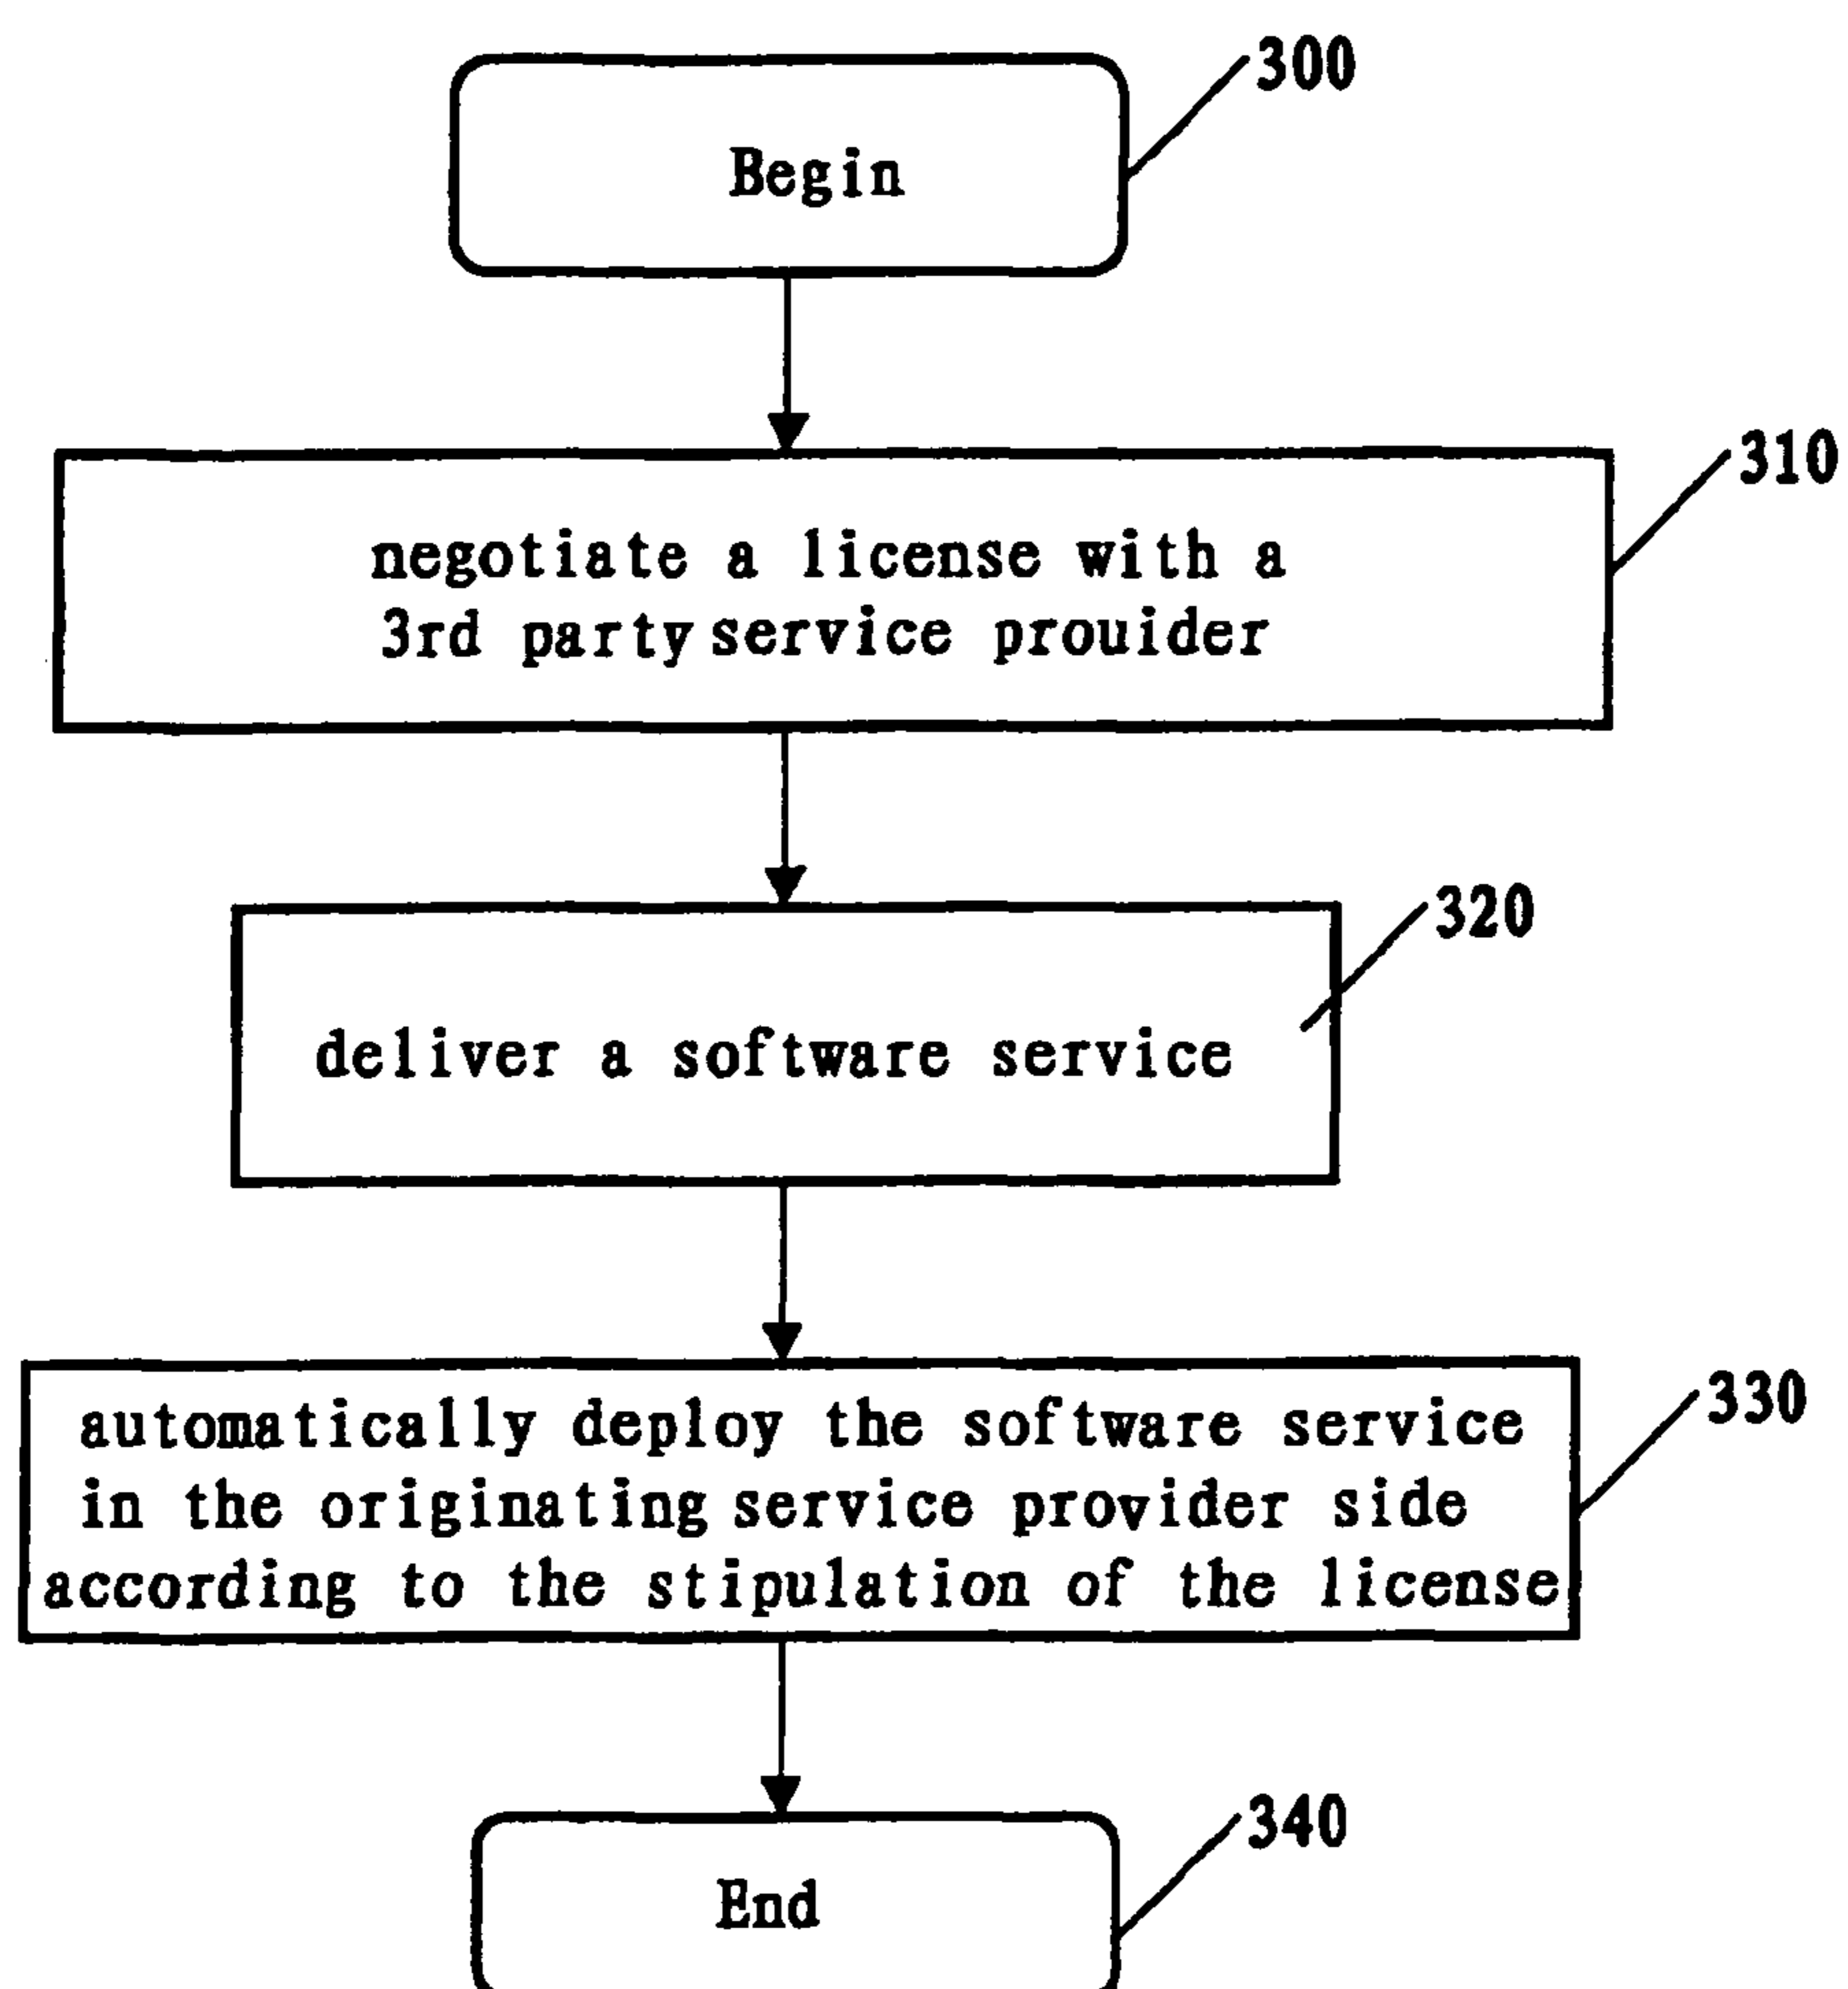 300
Begin
310
negotiate a license with a
3rd party service prouider
320
deliver a software service
330
automatically deploy the software service
in the originating service provider side
according to the stipulation of the license
340
End